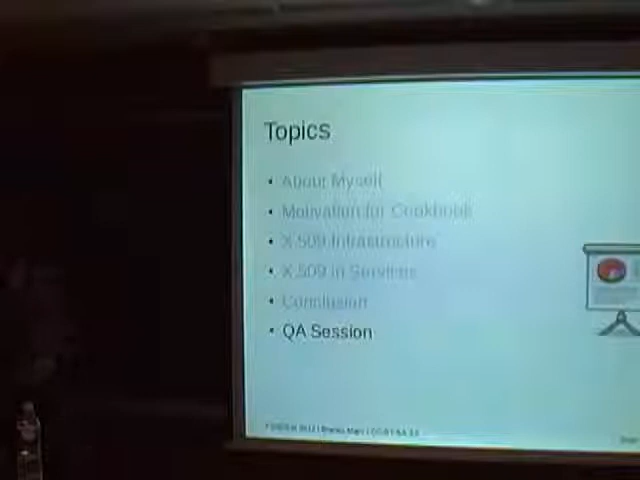 Topics
• About Myself
• Motivation for Cookbook
• X.509 Infrastructure
• X.509 in Services
• Conclusion
• QA Session